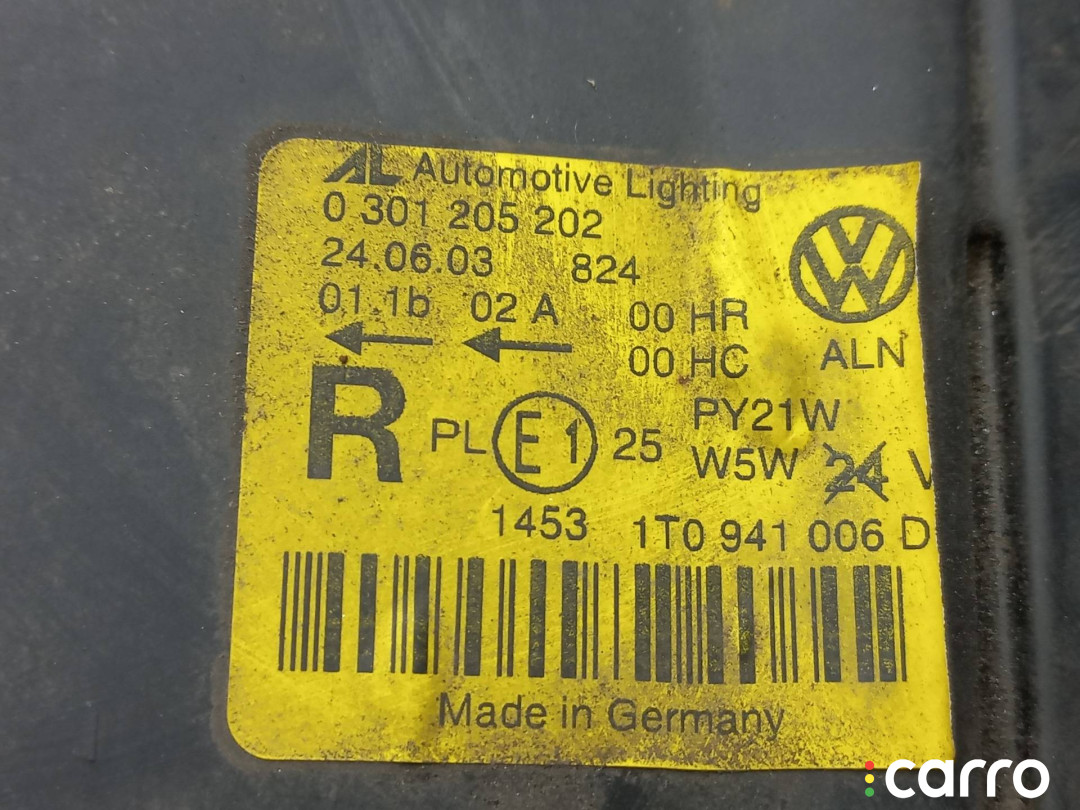 AL Automotive Lighting
0 301 205 202
24.06.03 824
01.1b 02 A 00 HR
00 HC ALN
R PL E1 25 PY21W
W5W 24 V
1453 1T0 941 006 D
Made in Germany
carro